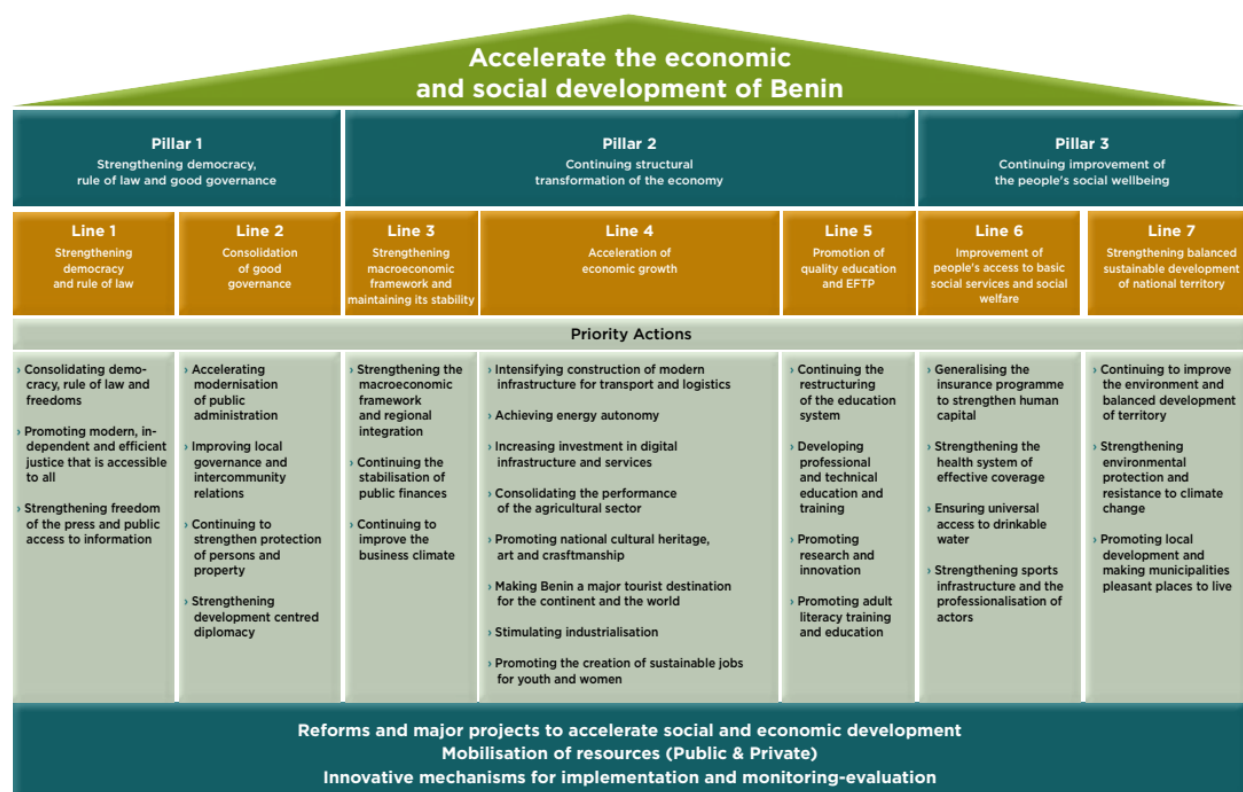 Accelerate the economic
and social development of Benin
Pillar 1
Strengthening democracy,
rule of law and good governance
Pillar 2
Continuing structural
transformation of the economy
Pillar 3
Continuing improvement of
the people's social wellbeing
Line 1
Strengthening
democracy
and rule of law
Line 2
Consolidation
of good
governance
Line 3
Strengthening
macroeconomic
framework and
maintaining its stability
Line 4
Acceleration of
economic growth
Line 5
Promotion of
quality education
and EFTP
Line 6
Improvement of
people's access to basic
social services and social
welfare
Line 7
Strengthening balanced
sustainable development
of national territory
Priority Actions
› Consolidating demo-
cracy, rule of law and
freedoms
› Promoting modern, in-
dependent and efficient
justice that is accessible
to all
› Strengthening freedom
of the press and public
access to information
› Accelerating
modernisation
of public
administration
› Improving local
governance and
intercommunity
relations
› Continuing to
strengthen protection
of persons and
property
› Strengthening
development centred
diplomacy
› Strengthening the
macroeconomic
framework
and regional
integration
› Continuing the
stabilisation of
public finances
› Continuing to
improve the
business climate
› Intensifying construction of modern
infrastructure for transport and logistics
› Achieving energy autonomy
› Increasing investment in digital
infrastructure and services
› Consolidating the performance
of the agricultural sector
› Promoting national cultural heritage,
art and crasftmanship
› Making Benin a major tourist destination
for the continent and the world
› Stimulating industrialisation
› Promoting the creation of sustainable jobs
for youth and women
› Continuing the
restructuring
of the education
system
› Developing
professional
and technical
education and
training
› Promoting
research and
innovation
› Promoting adult
literacy training
and education
› Generalising the
insurance programme
to strengthen human
capital
› Strengthening the
health system of
effective coverage
› Ensuring universal
access to drinkable
water
› Strengthening sports
infrastructure and the
professionalisation of
actors
› Continuing to improve
the environment and
balanced development
of territory
› Strengthening
environmental
protection and
resistance to climate
change
› Promoting local
development and
making municipalities
pleasant places to live
Reforms and major projects to accelerate social and economic development
Mobilisation of resources (Public & Private)
Innovative mechanisms for implementation and monitoring-evaluation